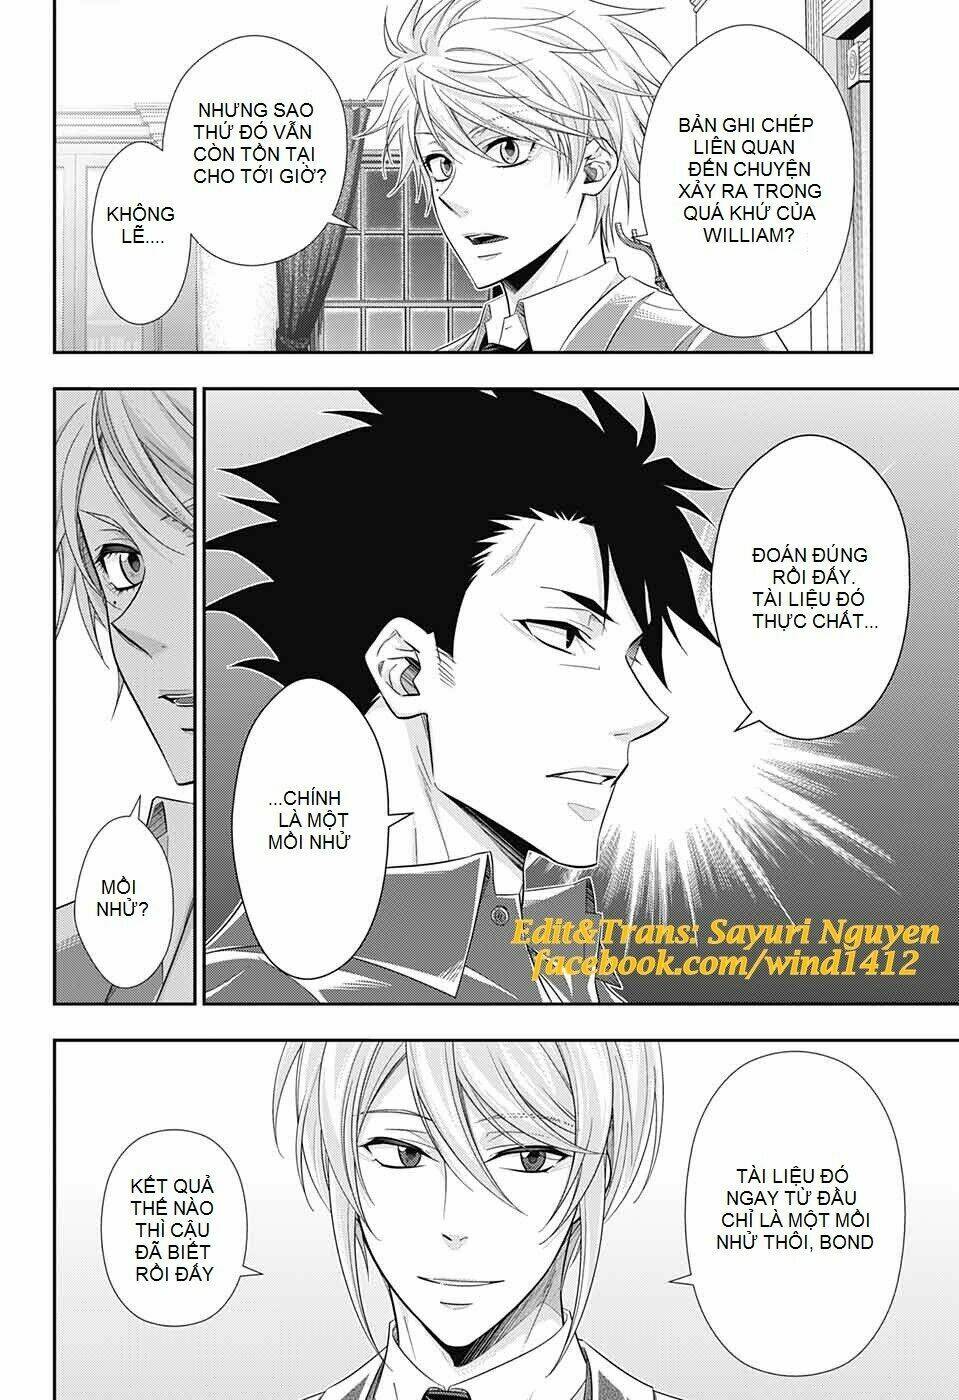 BẢN GHI CHÉP
LIÊN QUAN
ĐẾN CHUYỆN
XẢY RA TRONG
QUÁ KHỨ CỦA
WILLIAM?
NHƯNG SAO
THỨ ĐÓ VẪN
CÒN TỒN TẠI
CHO TỚI GIỜ?
KHÔNG
LẼ....
ĐOÁN ĐÚNG
RỒI ĐẤY.
TÀI LIỆU ĐÓ
THỰC CHẤT...
...CHÍNH
LÀ MỘT
MỒI NHỬ
MỒI
NHỬ?
Edit&Trans: Sayuri Nguyen
facebook.com/wind1412
TÀI LIỆU ĐÓ
NGAY TỪ ĐẦU
CHỈ LÀ MỘT MỒI
NHỬ THÔI, BOND
KẾT QUẢ
THẾ NÀO
THÌ CẬU
ĐÃ BIẾT
RỒI ĐẤY